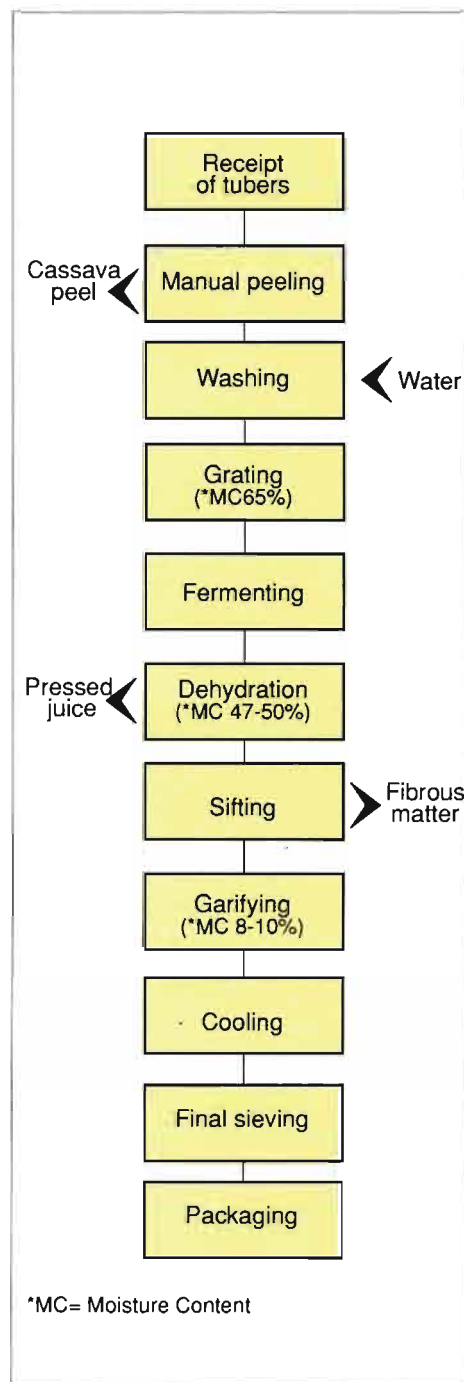 Receipt
of tubers
Cassava
peel
Manual peeling
Washing
Water
Grating
(*MC65%)
Fermenting
Pressed
juice
Dehydration
(*MC 47-50%)
Sifting
Fibrous
matter
Garifying
(*MC 8-10%)
Cooling
Final sieving
Packaging
*MC= Moisture Content